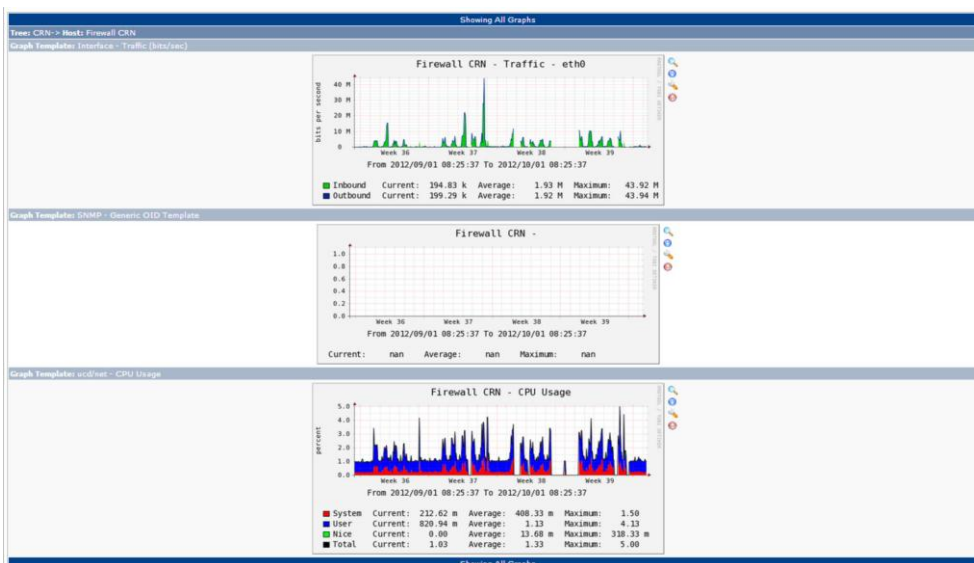 Showing All Graphs
Tree: CRN-> Host: Firewall CRN
Graph Template: Interface - Traffic (bits/sec)
Firewall CRN - Traffic - eth0
bits per second
40 M
30 M
20 M
10 M
0
Week 36 Week 37 Week 38 Week 39
From 2012/09/01 08:25:37 To 2012/10/01 08:25:37
Inbound Current: 194.83 k Average: 1.93 M Maximum: 43.92 M
Outbound Current: 199.29 k Average: 1.92 M Maximum: 43.94 M
Graph Template: SNMP - Generic OID Template
Firewall CRN -
1.0
0.8
0.6
0.4
0.2
0.0
Week 36 Week 37 Week 38 Week 39
From 2012/09/01 08:25:37 To 2012/10/01 08:25:37
Current: nan Average: nan Maximum: nan
Graph Template: ucd/net - CPU Usage
Firewall CRN - CPU Usage
percent
5.0
4.0
3.0
2.0
1.0
0.0
Week 36 Week 37 Week 38 Week 39
From 2012/09/01 08:25:37 To 2012/10/01 08:25:37
System Current: 212.62 m Average: 408.33 m Maximum: 1.50
User Current: 820.94 m Average: 1.13 Maximum: 4.13
Nice Current: 0.00 Average: 13.68 m Maximum: 318.33 m
Total Current: 1.03 Average: 1.33 Maximum: 5.00
Showing All Graphs